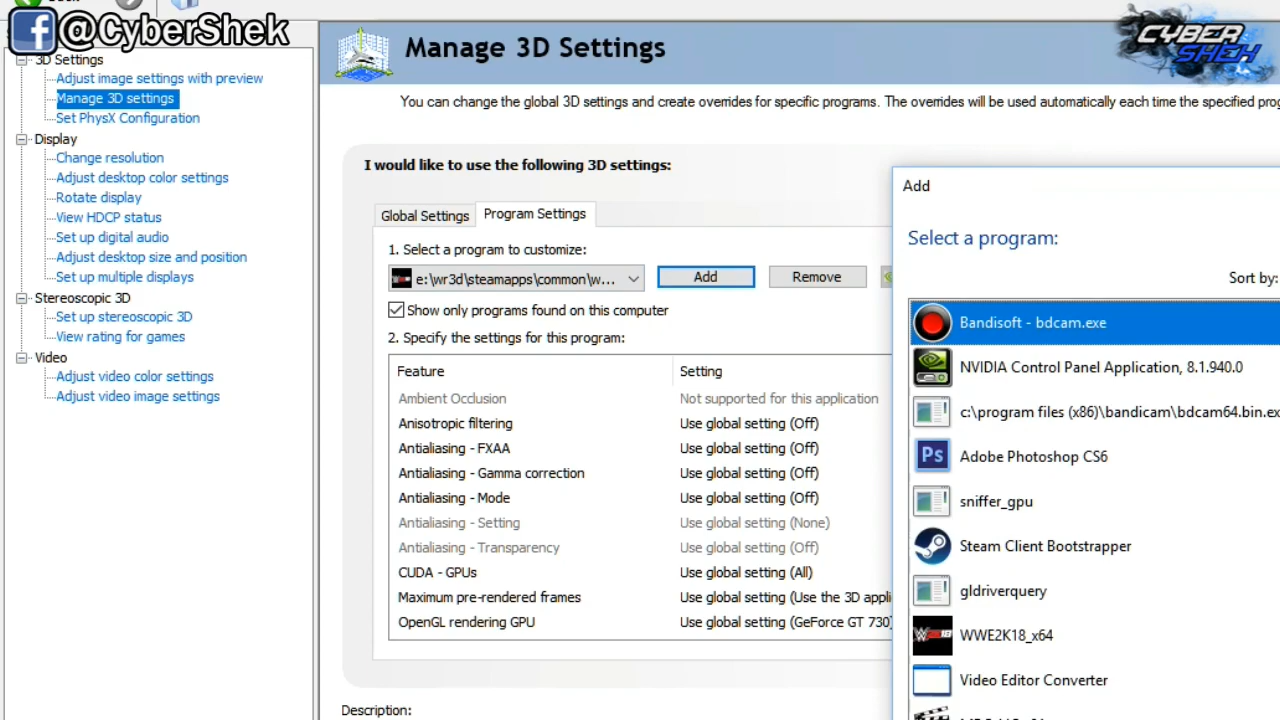 @CyberShek
CYBER
SHEK
Manage 3D Settings
3D Settings
Adjust image settings with preview
Manage 3D settings
Set PhysX Configuration
Display
Change resolution
Adjust desktop color settings
Rotate display
View HDCP status
Set up digital audio
Adjust desktop size and position
Set up multiple displays
Stereoscopic 3D
Set up stereoscopic 3D
View rating for games
Video
Adjust video color settings
Adjust video image settings
You can change the global 3D settings and create overrides for specific programs. The overrides will be used automatically each time the specified prog
I would like to use the following 3D settings:
Global Settings
Program Settings
1. Select a program to customize:
e:\wr3d\steamapps\common\w...
Add
Remove
Show only programs found on this computer
2. Specify the settings for this program:
Feature Setting
Ambient Occlusion Not supported for this application
Anisotropic filtering Use global setting (Off)
Antialiasing - FXAA Use global setting (Off)
Antialiasing - Gamma correction Use global setting (Off)
Antialiasing - Mode Use global setting (Off)
Antialiasing - Setting Use global setting (None)
Antialiasing - Transparency Use global setting (Off)
CUDA - GPUs Use global setting (All)
Maximum pre-rendered frames Use global setting (Use the 3D appli
OpenGL rendering GPU Use global setting (GeForce GT 730)
Description:
Add
Select a program:
Sort by:
Bandisoft - bdcam.exe
NVIDIA Control Panel Application, 8.1.940.0
c:\program files (x86)\bandicam\bdcam64.bin.ex
Ps
Adobe Photoshop CS6
sniffer_gpu
Steam Client Bootstrapper
gldriverquery
WWE2K18_x64
Video Editor Converter